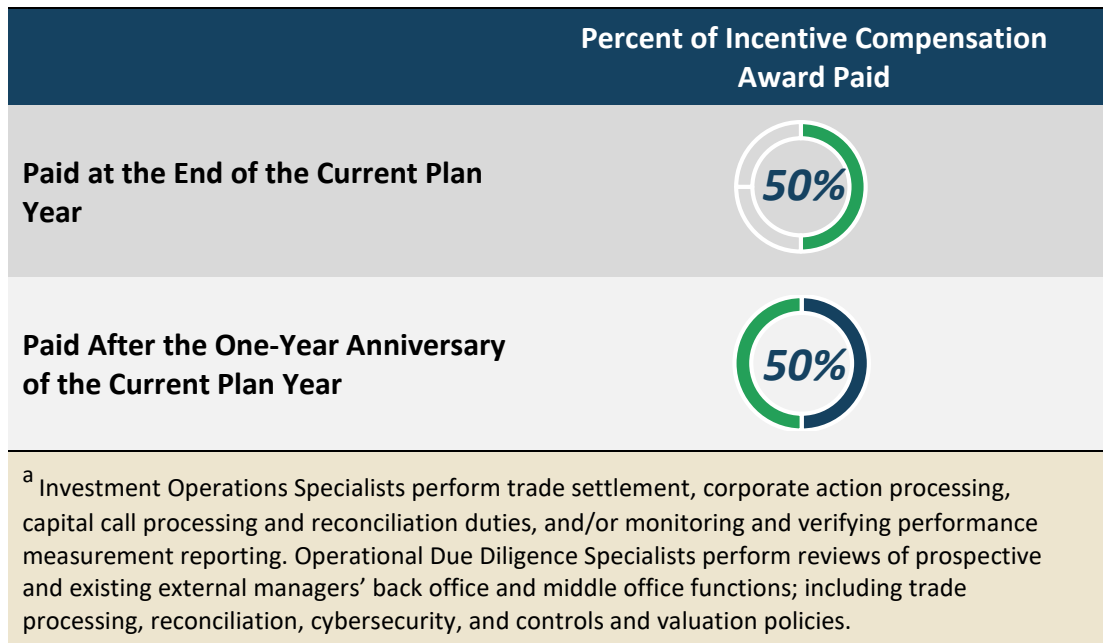 Percent of Incentive Compensation
Award Paid
Paid at the End of the Current Plan
Year
50%
Paid After the One-Year Anniversary
of the Current Plan Year
50%
a Investment Operations Specialists perform trade settlement, corporate action processing,
capital call processing and reconciliation duties, and/or monitoring and verifying performance
measurement reporting. Operational Due Diligence Specialists perform reviews of prospective
and existing external managers’ back office and middle office functions; including trade
processing, reconciliation, cybersecurity, and controls and valuation policies.